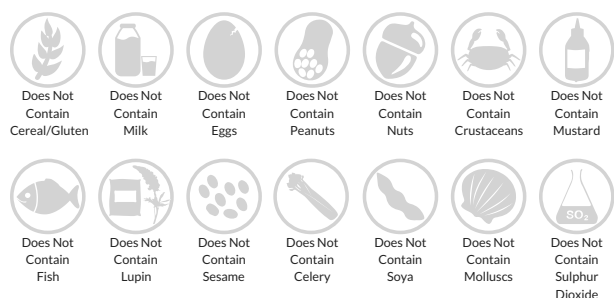 Does Not
Contain
Cereal/Gluten
Does Not
Contain
Milk
Does Not
Contain
Eggs
Does Not
Contain
Peanuts
Does Not
Contain
Nuts
Does Not
Contain
Crustaceans
Does Not
Contain
Mustard
Does Not
Contain
Fish
Does Not
Contain
Lupin
Does Not
Contain
Sesame
Does Not
Contain
Celery
Does Not
Contain
Soya
Does Not
Contain
Molluscs
SO₂
Does Not
Contain
Sulphur
Dioxide